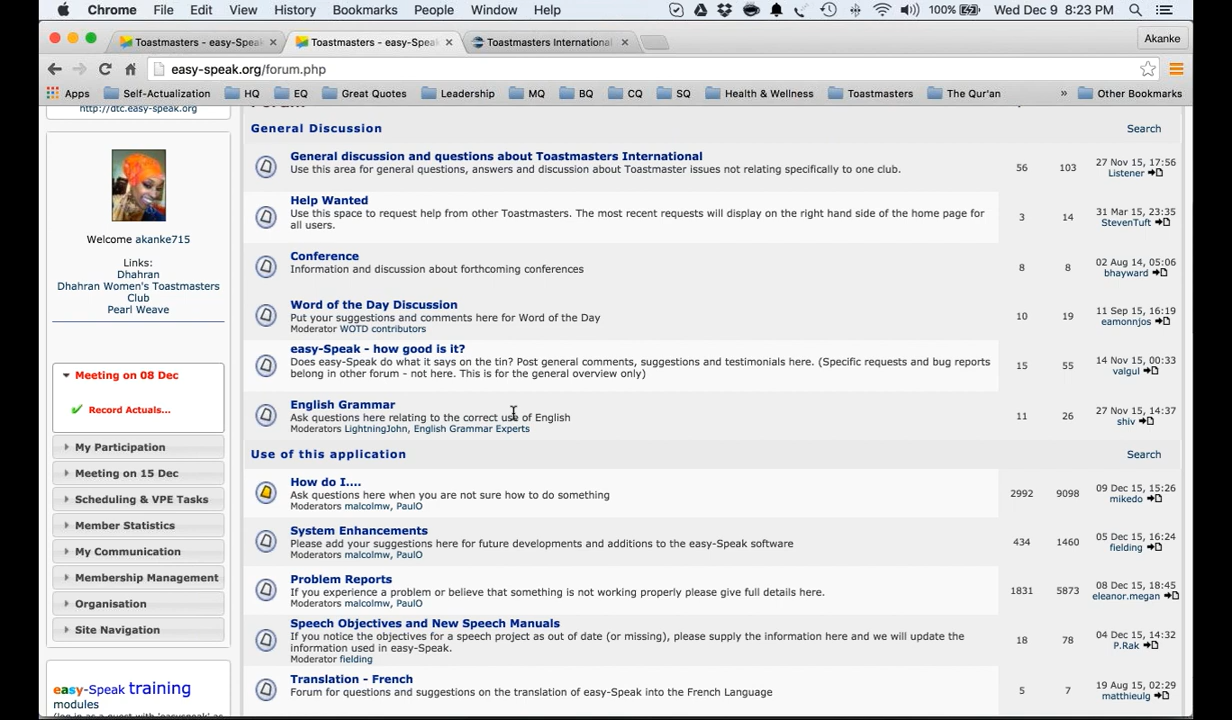 Chrome File Edit View History Bookmarks People Window Help 100% Wed Dec 9 8:23 PM
Toastmasters - easy-Speak Toastmasters - easy-Speak Toastmasters International Akanke
easy-speak.org/forum.php
Apps Self-Actualization HQ EQ Great Quotes Leadership MQ BQ CQ SQ Health & Wellness Toastmasters The Qur'an » Other Bookmarks
http://dtc.easy-speak.org
Welcome akanke715
Links:
Dhahran
Dhahran Women's Toastmasters
Club
Pearl Weave
Meeting on 08 Dec
Record Actuals...
My Participation
Meeting on 15 Dec
Scheduling & VPE Tasks
Member Statistics
My Communication
Membership Management
Organisation
Site Navigation
easy-Speak training
modules
General Discussion Search
General discussion and questions about Toastmasters International
Use this area for general questions, answers and discussion about Toastmaster issues not relating specifically to one club.
56 103 27 Nov 15, 17:56
Listener
Help Wanted
Use this space to request help from other Toastmasters. The most recent requests will display on the right hand side of the home page for
all users.
3 14 31 Mar 15, 23:35
StevenTuft
Conference
Information and discussion about forthcoming conferences
8 8 02 Aug 14, 05:06
bhayward
Word of the Day Discussion
Put your suggestions and comments here for Word of the Day
Moderator WOTD contributors
10 19 11 Sep 15, 16:19
eamonnjos
easy-Speak - how good is it?
Does easy-Speak do what it says on the tin? Post general comments, suggestions and testimonials here. (Specific requests and bug reports
belong in other forum - not here. This is for the general overview only)
15 55 14 Nov 15, 00:33
valgul
English Grammar
Ask questions here relating to the correct use of English
Moderators LightningJohn, English Grammar Experts
11 26 27 Nov 15, 14:37
shiv
Use of this application Search
How do I....
Ask questions here when you are not sure how to do something
Moderators malcolmw, PaulO
2992 9098 09 Dec 15, 15:26
mikedo
System Enhancements
Please add your suggestions here for future developments and additions to the easy-Speak software
Moderators malcolmw, PaulO
434 1460 05 Dec 15, 16:24
fielding
Problem Reports
If you experience a problem or believe that something is not working properly please give full details here.
Moderators malcolmw, PaulO
1831 5873 08 Dec 15, 18:45
eleanor.megan
Speech Objectives and New Speech Manuals
If you notice the objectives for a speech project as out of date (or missing), please supply the information here and we will update the
information used in easy-Speak.
Moderator fielding
18 78 04 Dec 15, 14:32
P.Rak
Translation - French
Forum for questions and suggestions on the translation of easy-Speak into the French Language
5 7 19 Aug 15, 02:29
matthieulg